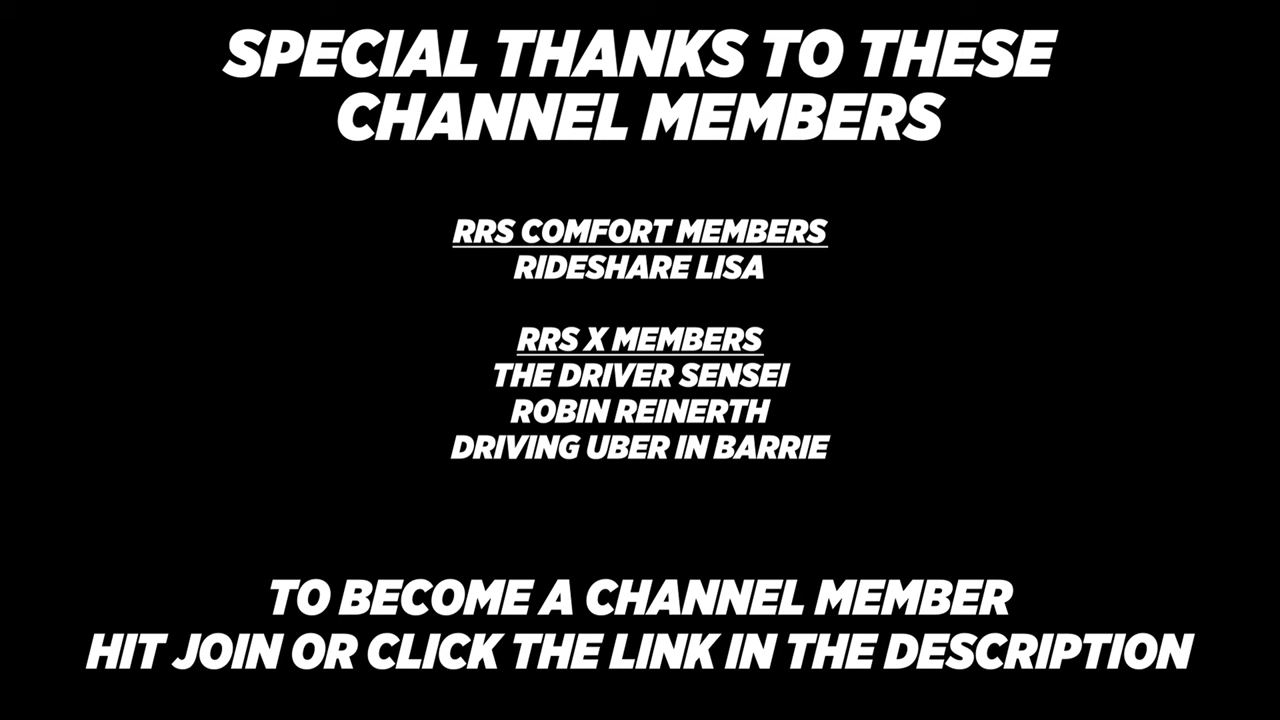 SPECIAL THANKS TO THESE
CHANNEL MEMBERS
RRS COMFORT MEMBERS
RIDESHARE LISA
RRS X MEMBERS
THE DRIVER SENSEI
ROBIN REINERTH
DRIVING UBER IN BARRIE
TO BECOME A CHANNEL MEMBER
HIT JOIN OR CLICK THE LINK IN THE DESCRIPTION